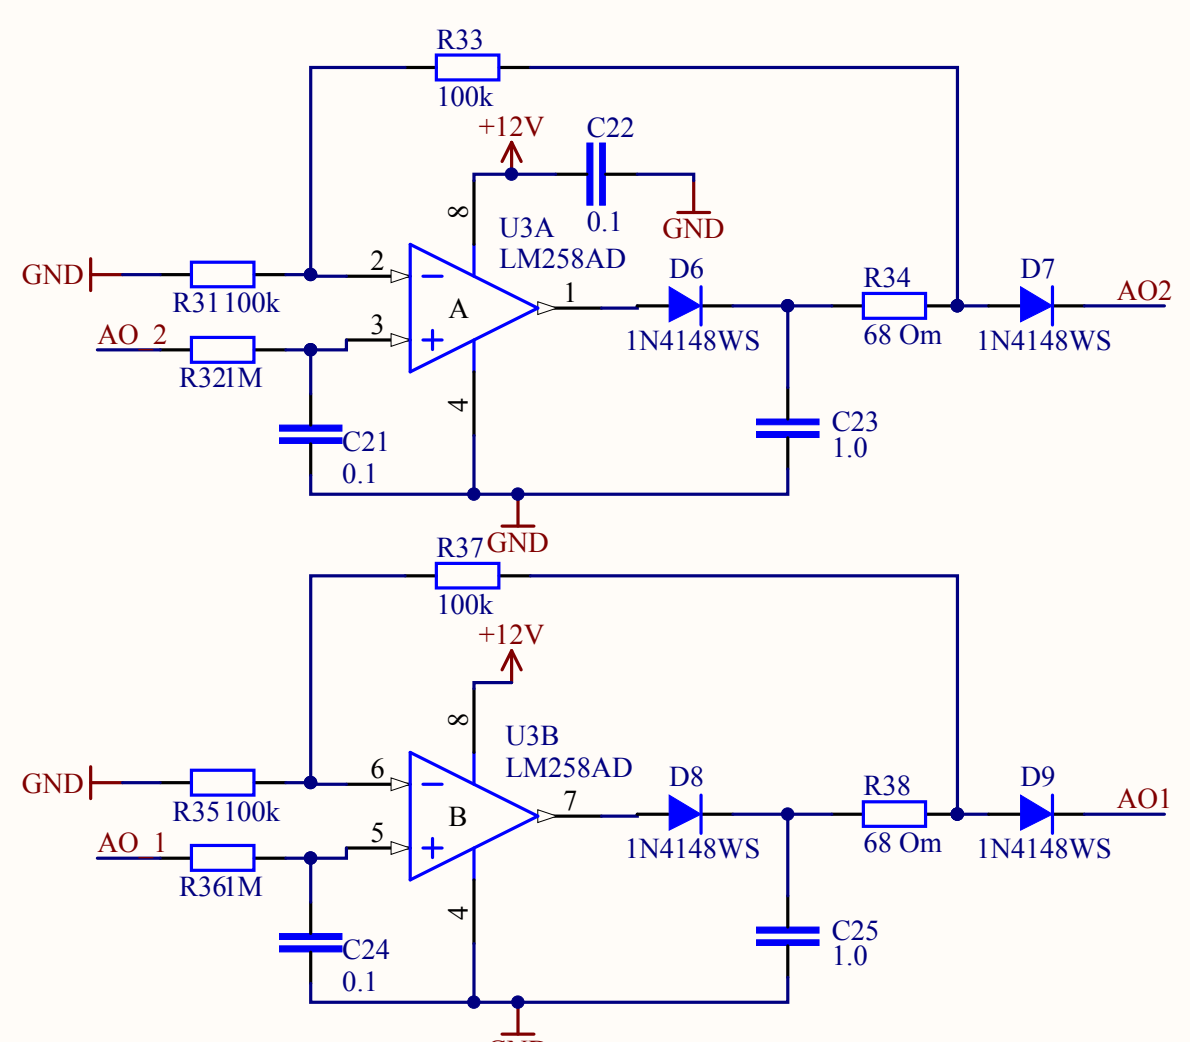 R33
100k
+12V
C22
0.1
GND
8
U3A
LM258AD
GND
R31 100k
2
AO_2
R32 1M
3
A
1
4
D6
1N4148WS
R34
68 Om
D7
1N4148WS
AO2
C21
0.1
C23
1.0
GND
R37
100k
+12V
8
U3B
LM258AD
GND
R35 100k
6
AO_1
R36 1M
5
B
7
4
D8
1N4148WS
R38
68 Om
D9
1N4148WS
AO1
C24
0.1
C25
1.0